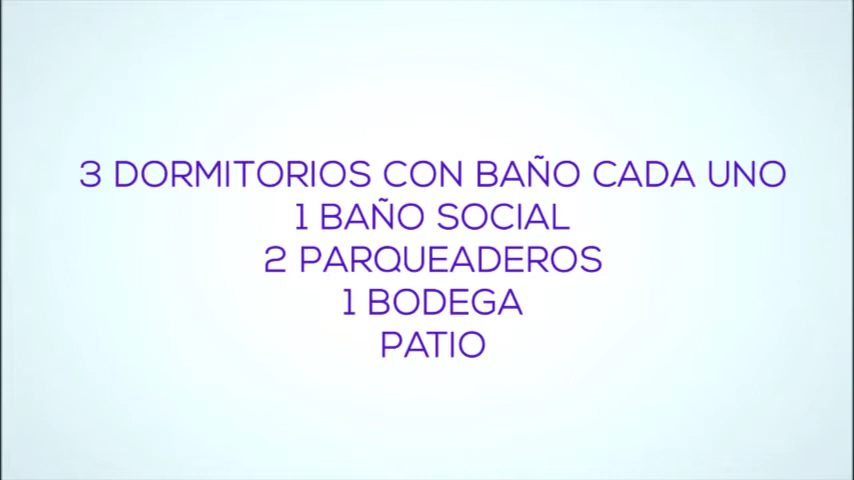 3 DORMITORIOS CON BAÑO CADA UNO
1 BAÑO SOCIAL
2 PARQUEADEROS
1 BODEGA
PATIO